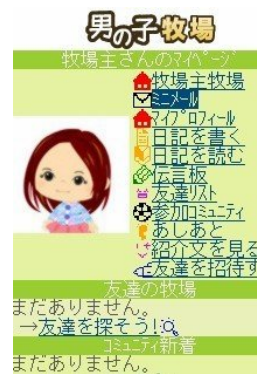 男の子牧場
牧場主さんのﾏｲﾍﾟｰｼﾞ
牧場主牧場
ﾐﾆﾒｰﾙ
ﾏｲﾌﾟﾛﾌｨｰﾙ
日記を書く
日記を読む
伝言板
友達ﾘｽﾄ
参加ｺﾐｭﾆﾃｨ
あしあと
紹介文を見る
友達を招待す
友達の牧場
まだありません。
→友達を探そう!
ｺﾐｭﾆﾃｨ新着
まだありません。